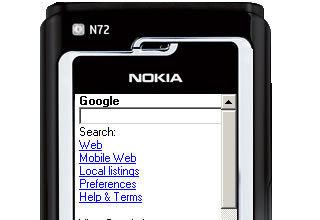 N72
NOKIA
Google
Search:
Web
Mobile Web
Local listings
Preferences
Help & Terms